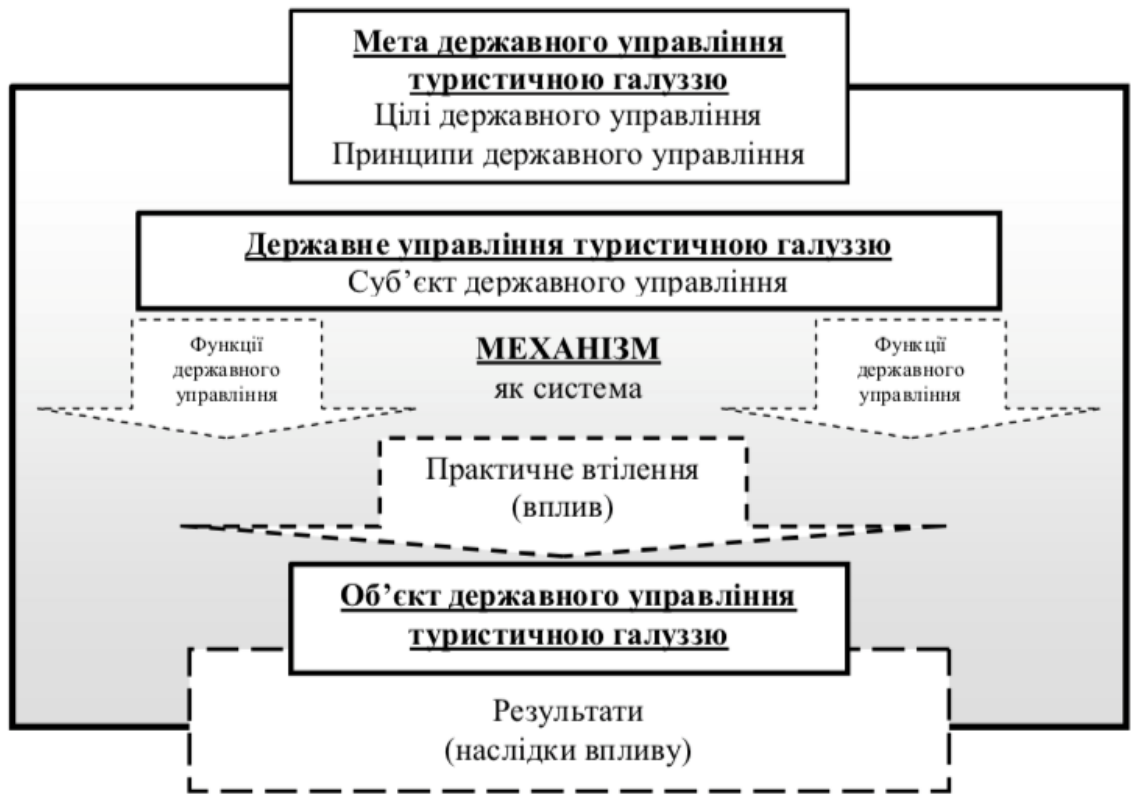 Мета державного управління
туристичною галуззю
Цілі державного управління
Принципи державного управління
Державне управління туристичною галуззю
Суб’єкт державного управління
Функції
державного
управління
МЕХАНІЗМ
як система
Функції
державного
управління
Практичне втілення
(вплив)
Об’єкт державного управління
туристичною галуззю
Результати
(наслідки впливу)